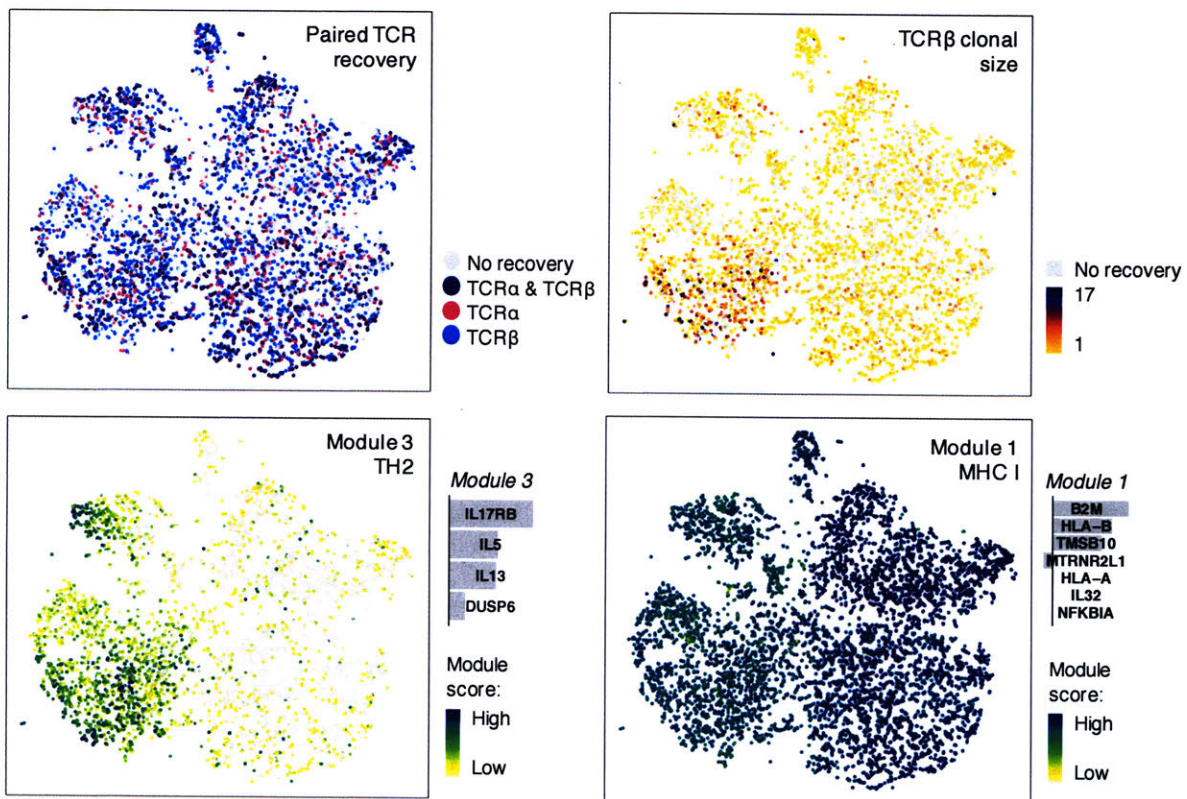 Paired TCR
recovery
No recovery
TCRα & TCRβ
TCRα
TCRβ
TCRβ clonal
size
No recovery
17
1
Module 3
TH2
Module 3
IL17RB
IL5
IL13
DUSP6
Module
score:
High
Low
Module 1
MHC I
Module 1
B2M
HLA-B
TMSB10
MTRNR2L1
HLA-A
IL32
NFKBIA
Module
score:
High
Low